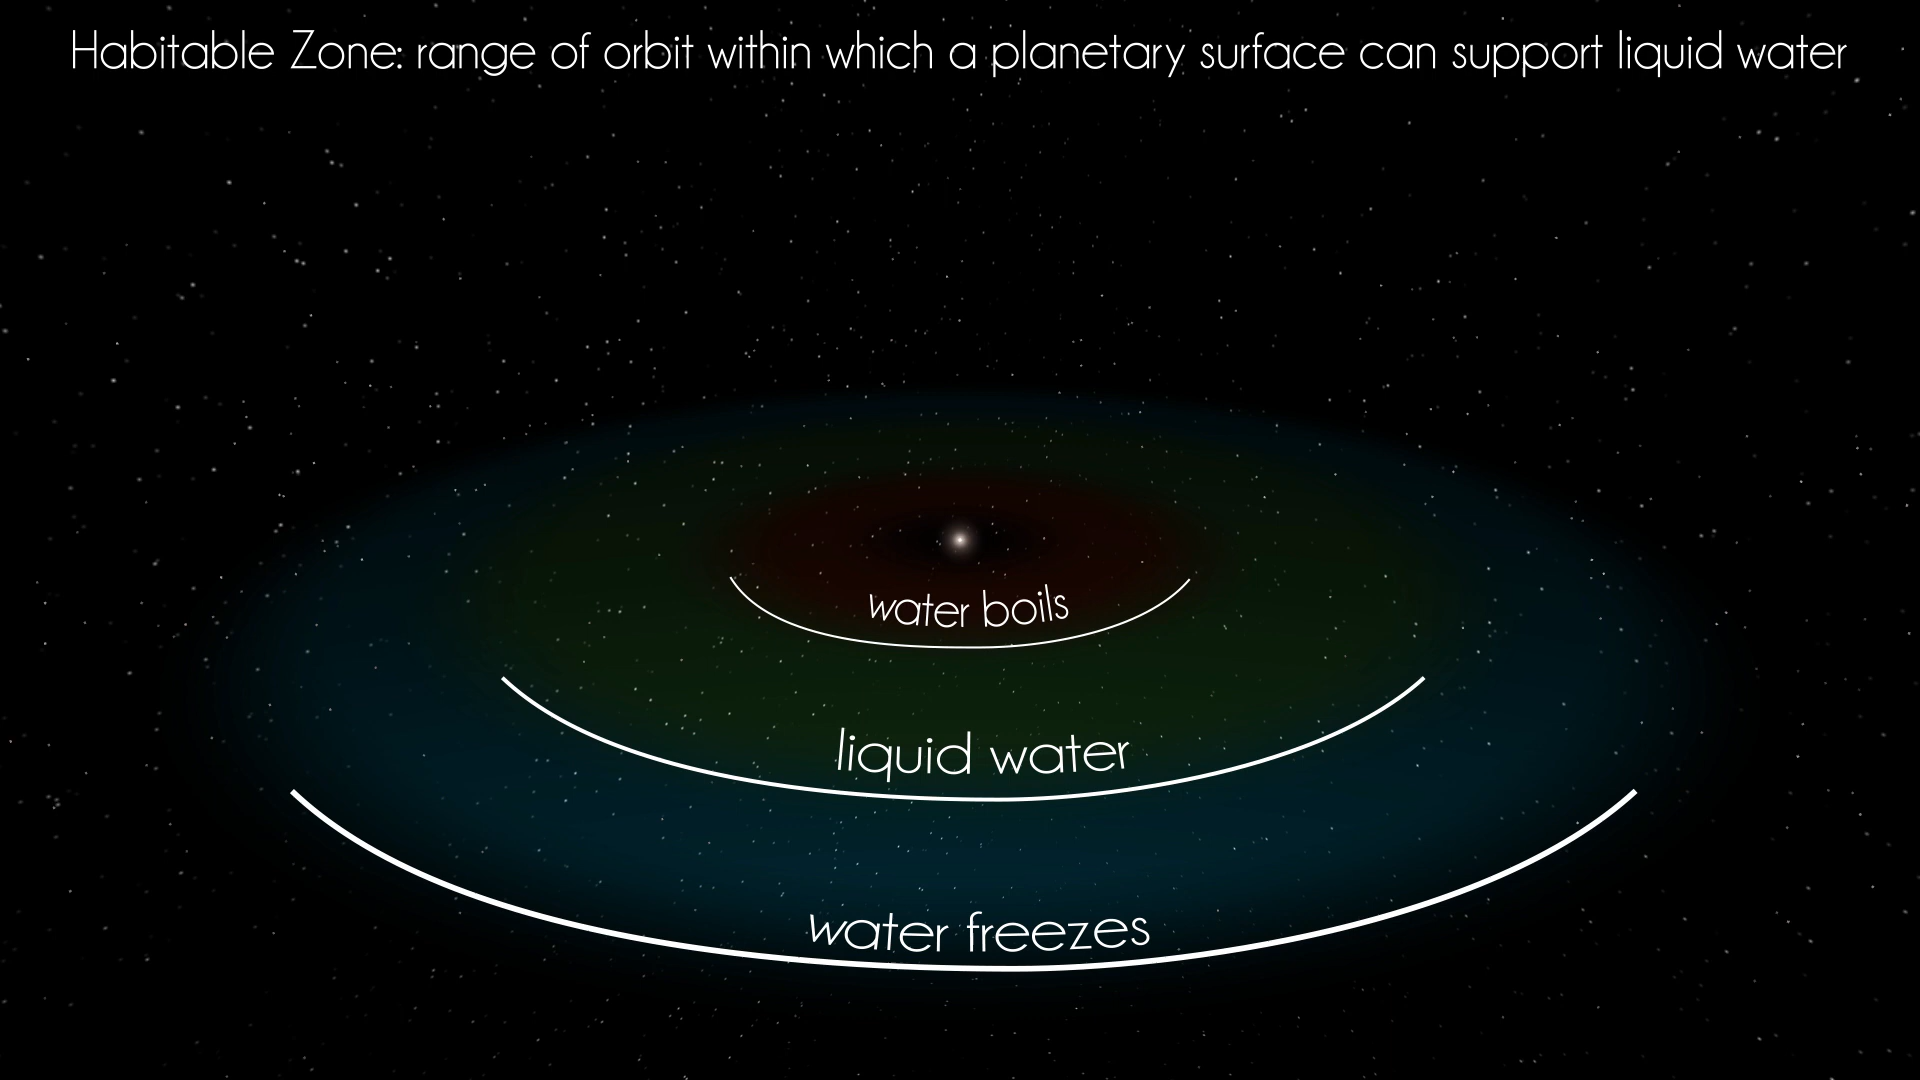 Habitable Zone: range of orbit within which a planetary surface can support liquid water
water boils
liquid water
water freezes